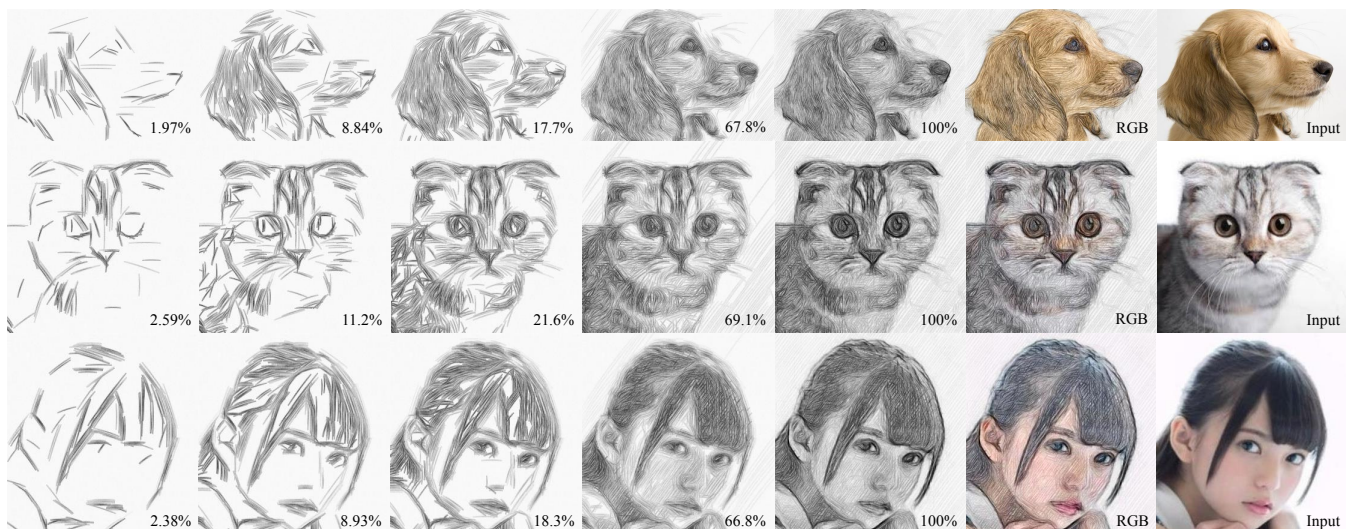 1.97% 8.84% 17.7% 67.8% 100% RGB Input
2.59% 11.2% 21.6% 69.1% 100% RGB Input
2.38% 8.93% 18.3% 66.8% 100% RGB Input